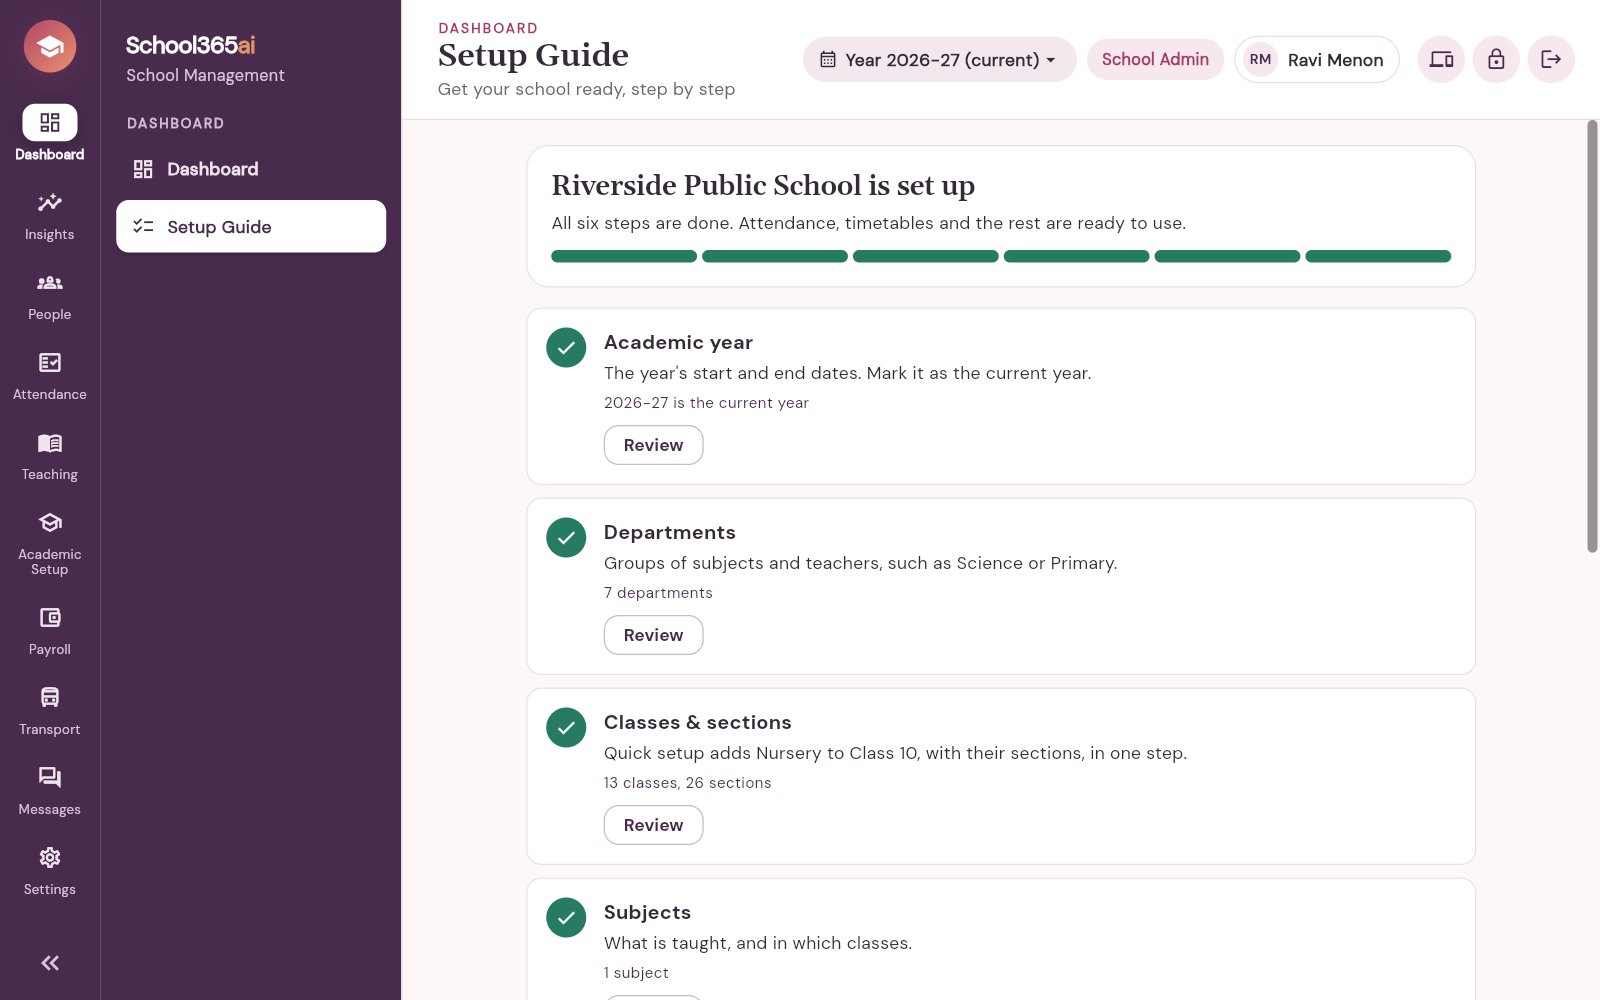 School365ai
School Management
Dashboard
Insights
People
Attendance
Teaching
Academic
Setup
Payroll
Transport
Messages
Settings
DASHBOARD
Dashboard
Setup Guide
DASHBOARD
Setup Guide
Get your school ready, step by step
Year 2026-27 (current)
School Admin
RM
Ravi Menon
Riverside Public School is set up
All six steps are done. Attendance, timetables and the rest are ready to use.
Academic year
The year's start and end dates. Mark it as the current year.
2026-27 is the current year
Review
Departments
Groups of subjects and teachers, such as Science or Primary.
7 departments
Review
Classes & sections
Quick setup adds Nursery to Class 10, with their sections, in one step.
13 classes, 26 sections
Review
Subjects
What is taught, and in which classes.
1 subject